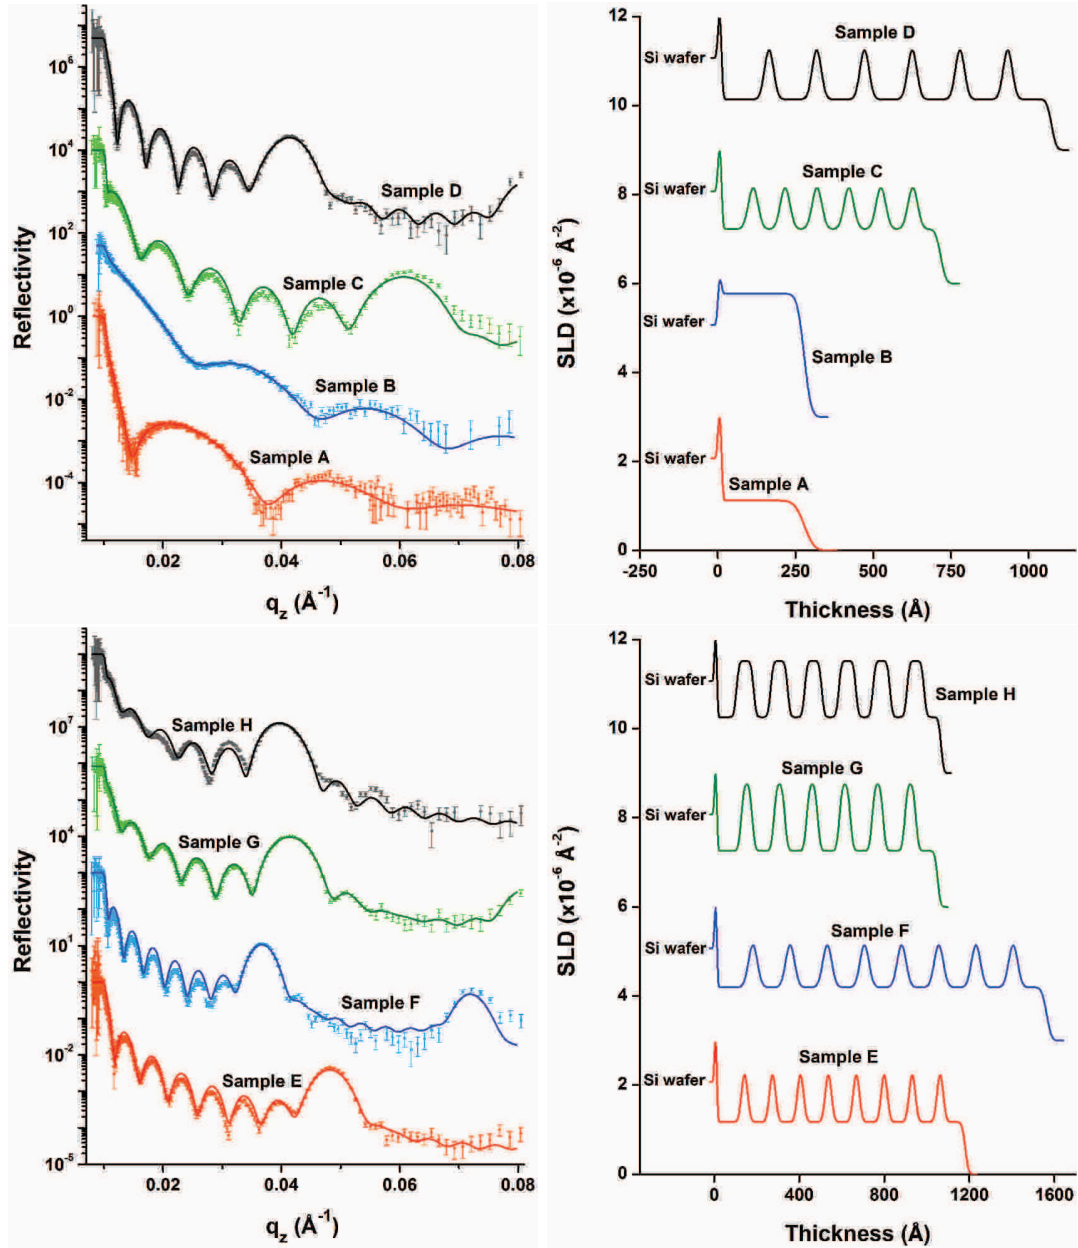 Reflectivity
10⁶
10⁴
10²
10⁰
10⁻²
10⁻⁴
Sample D
Sample C
Sample B
Sample A
0.02
0.04
0.06
0.08
q_z (Å⁻¹)
SLD (x10⁻⁶ Å⁻²)
12
10
8
6
4
2
0
Si wafer
Sample D
Si wafer
Sample C
Si wafer
Sample B
Si wafer
Sample A
-250
0
250
500
750
1000
Thickness (Å)
Reflectivity
10⁷
10⁴
10¹
10⁻²
10⁻⁵
Sample H
Sample G
Sample F
Sample E
0.02
0.04
0.06
0.08
q_z (Å⁻¹)
SLD (x10⁻⁶ Å⁻²)
12
10
8
6
4
2
0
Si wafer
Sample H
Sample G
Si wafer
Sample F
Si wafer
Sample E
Si wafer
0
400
800
1200
1600
Thickness (Å)